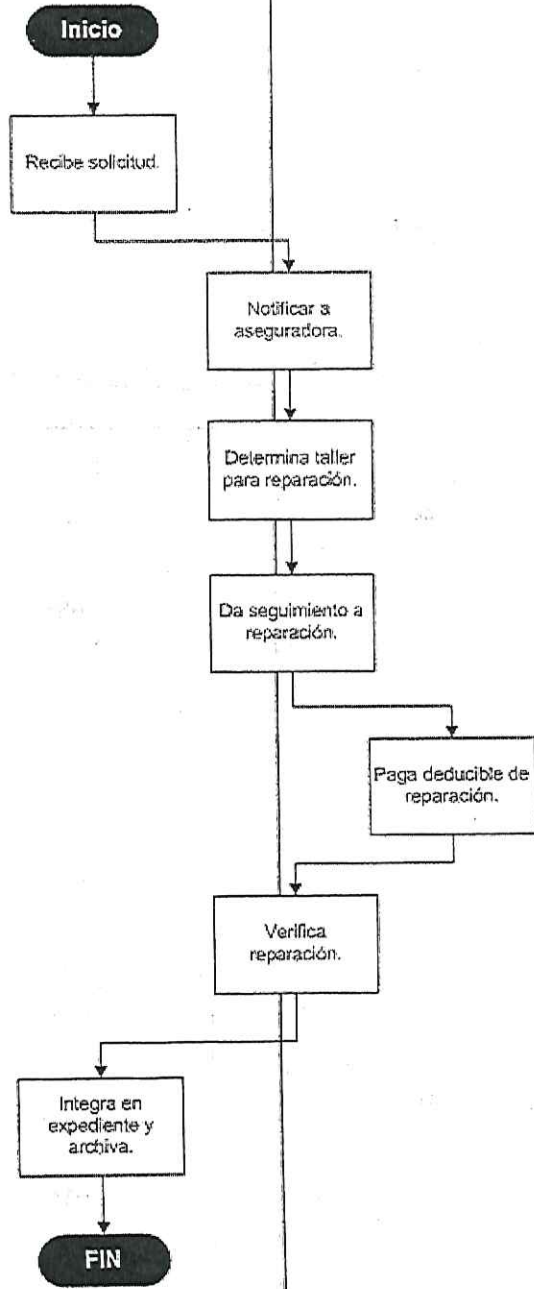 Inicio
Recibe solicitud.
Notificar a
aseguradora.
Determina taller
para reparación.
Da seguimiento a
reparación.
Paga deducible de
reparación.
Verifica
reparación.
Integra en
expediente y
archiva.
FIN